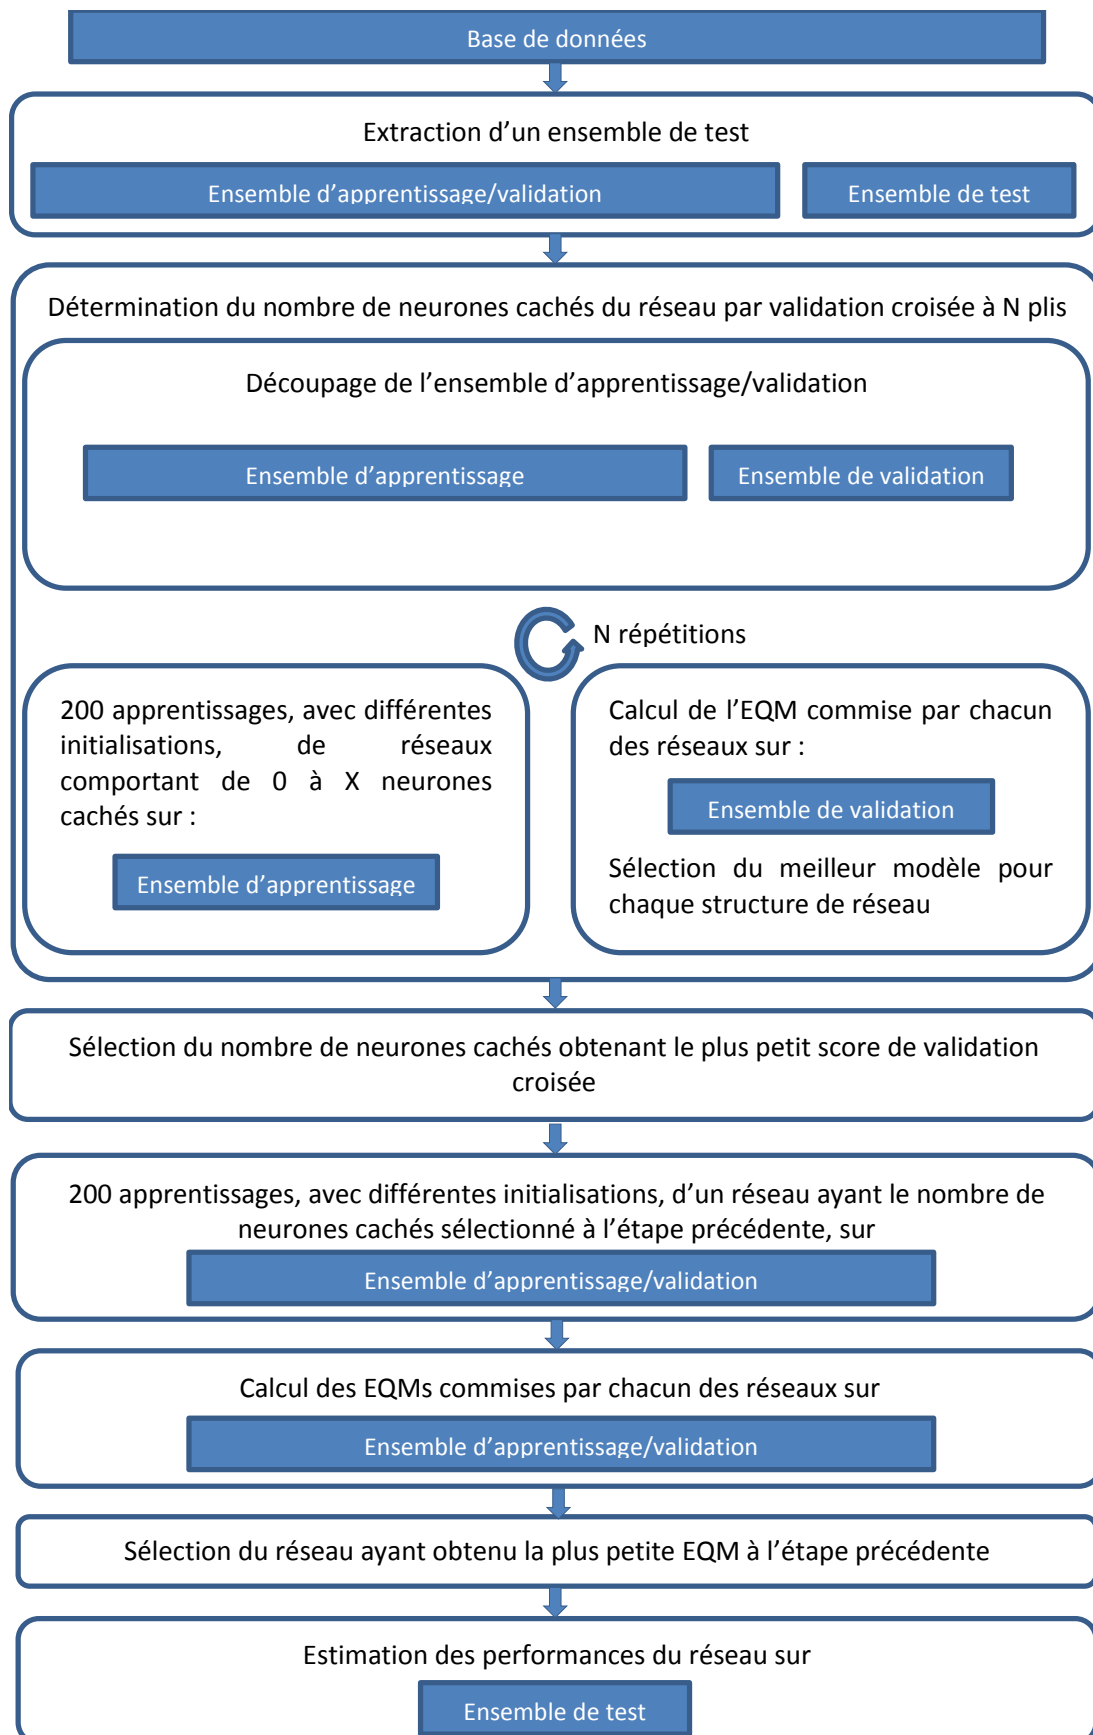 Base de données
Extraction d’un ensemble de test
Ensemble d’apprentissage/validation
Ensemble de test
Détermination du nombre de neurones cachés du réseau par validation croisée à N plis
Découpage de l’ensemble d’apprentissage/validation
Ensemble d’apprentissage
Ensemble de validation
N répétitions
200 apprentissages, avec différentes
initialisations, de réseaux
comportant de 0 à X neurones
cachés sur :
Ensemble d’apprentissage
Calcul de l’EQM commise par chacun
des réseaux sur :
Ensemble de validation
Sélection du meilleur modèle pour
chaque structure de réseau
Sélection du nombre de neurones cachés obtenant le plus petit score de validation
croisée
200 apprentissages, avec différentes initialisations, d’un réseau ayant le nombre de
neurones cachés sélectionné à l’étape précédente, sur
Ensemble d’apprentissage/validation
Calcul des EQMs commises par chacun des réseaux sur
Ensemble d’apprentissage/validation
Sélection du réseau ayant obtenu la plus petite EQM à l’étape précédente
Estimation des performances du réseau sur
Ensemble de test